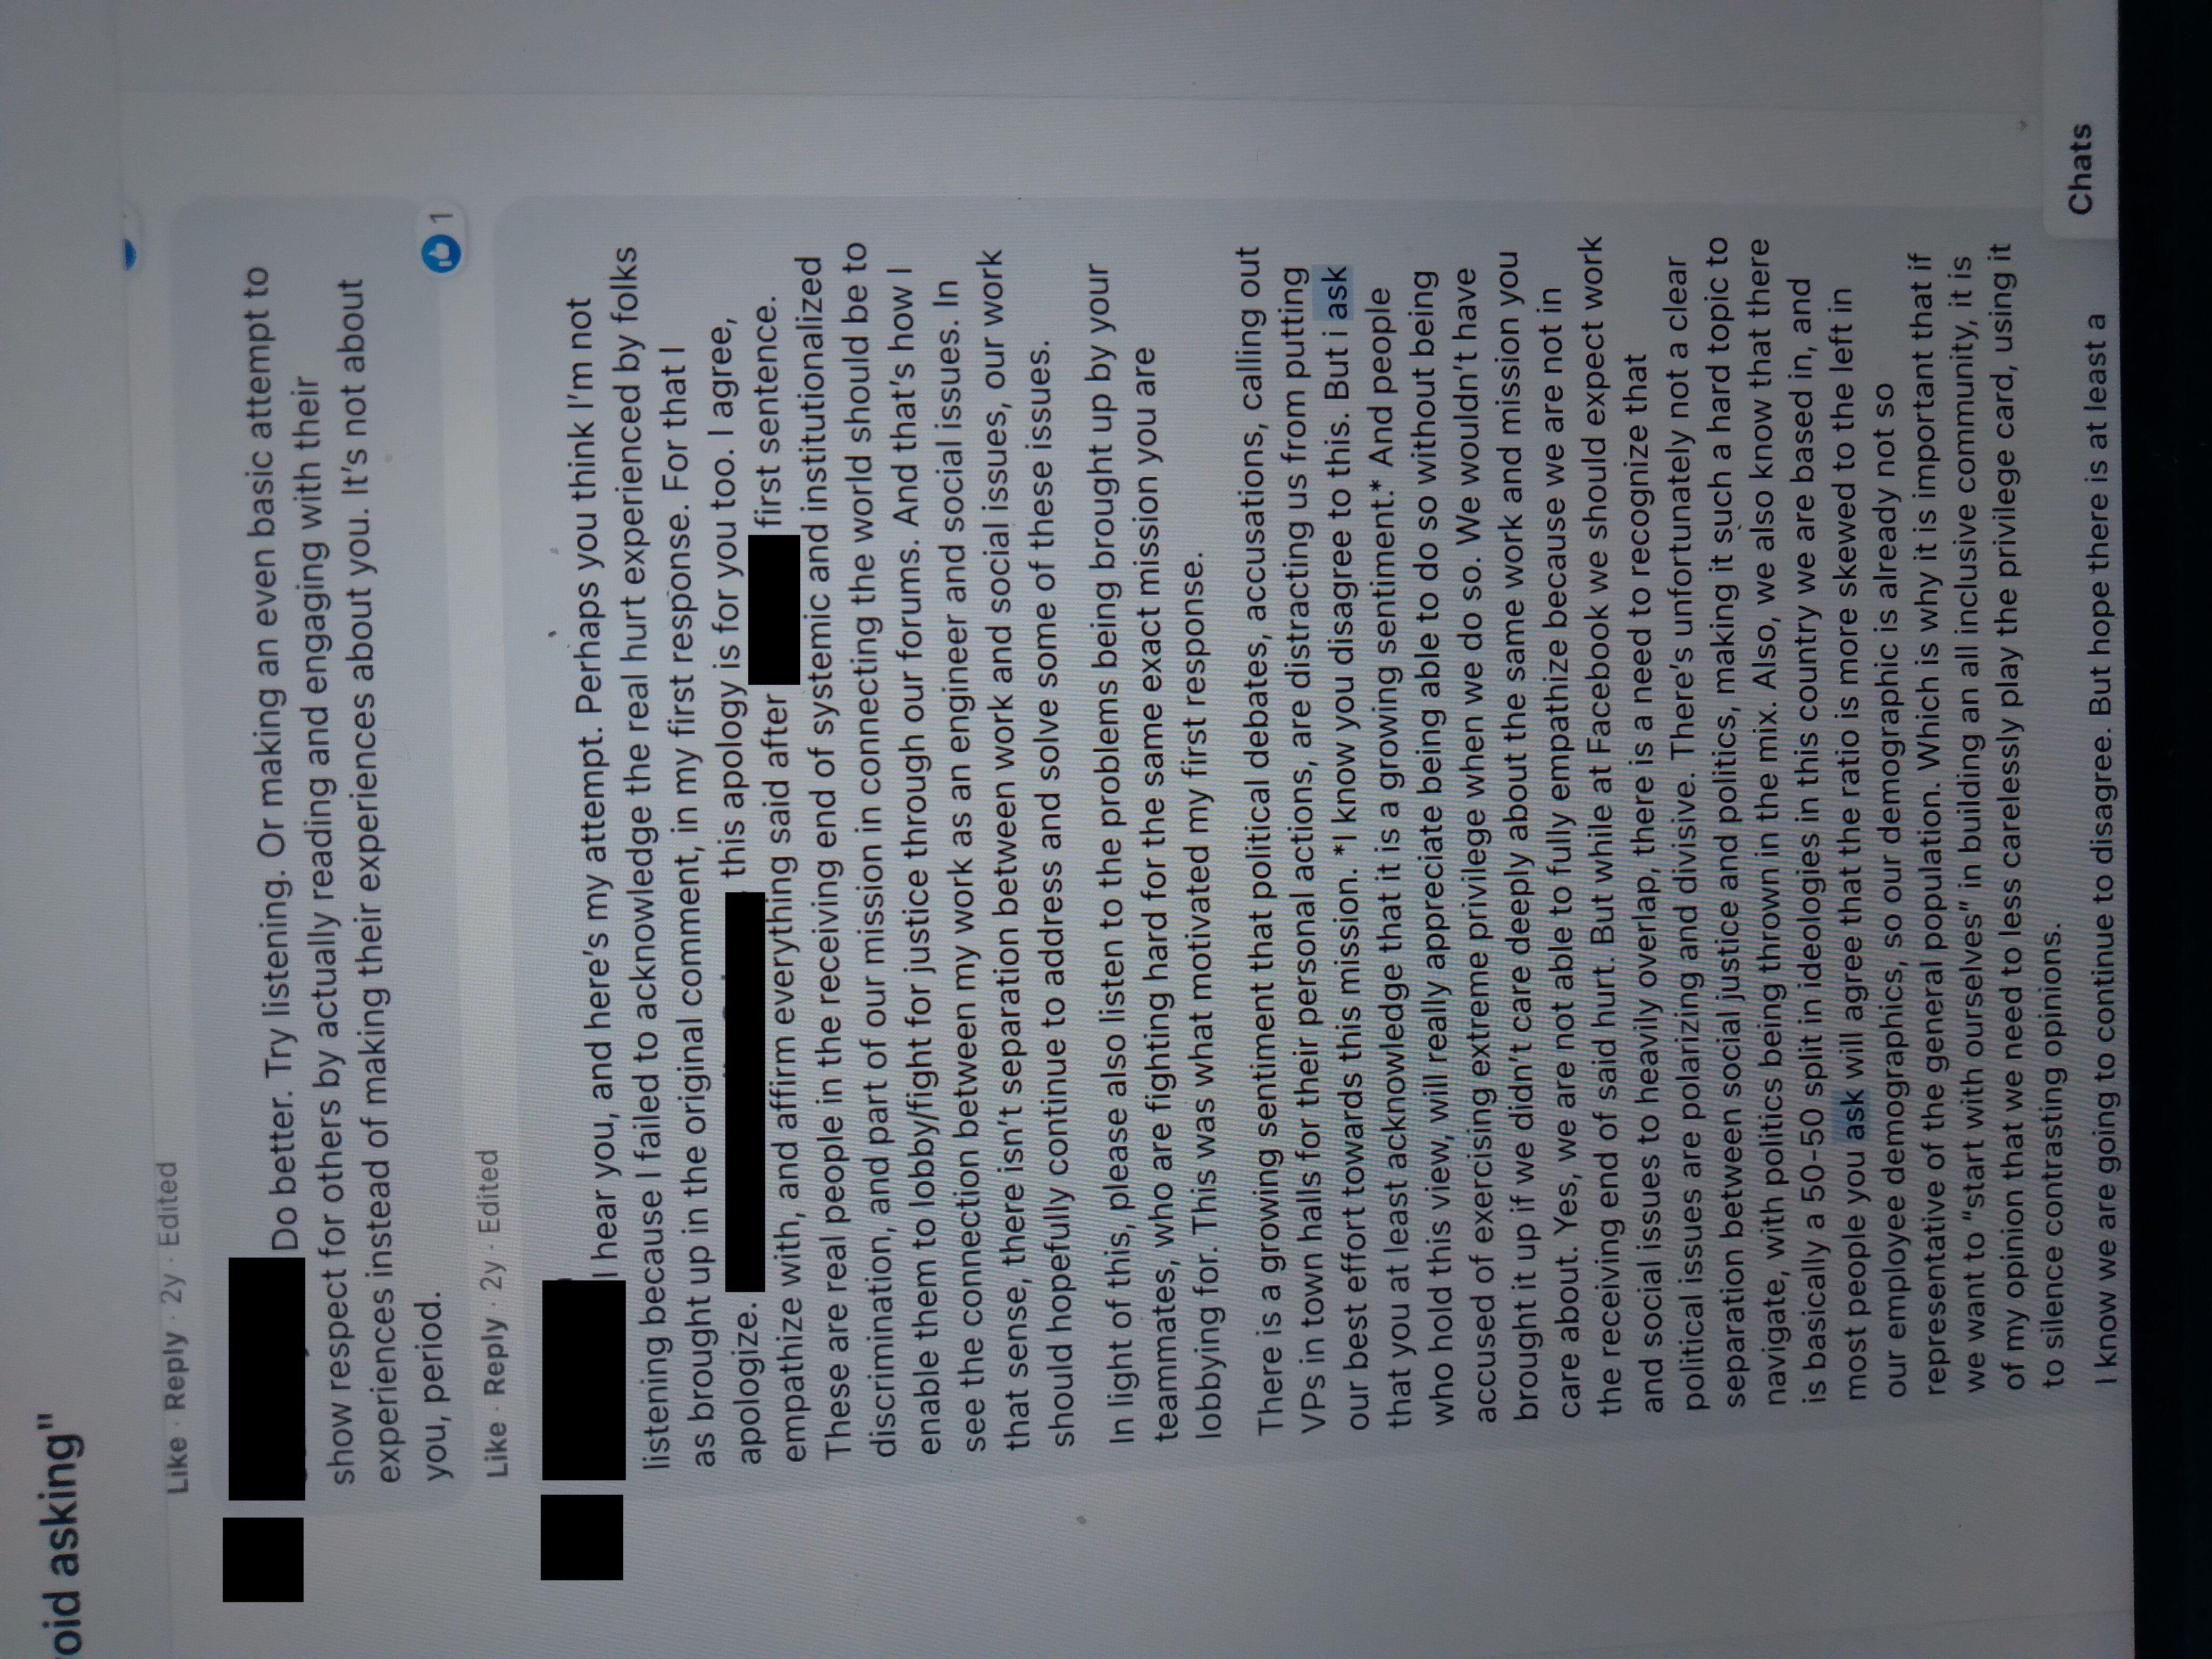 void asking"
Like · Reply · 2y · Edited
Do better. Try listening. Or making an even basic attempt to
show respect for others by actually reading and engaging with their
experiences instead of making their experiences about you. It's not about
you, period.
1
Like · Reply · 2y · Edited
I hear you, and here's my attempt. Perhaps you think I'm not
listening because I failed to acknowledge the real hurt experienced by folks
as brought up in the original comment, in my first response. For that I
apologize. this apology is for you too. I agree,
empathize with, and affirm everything said after first sentence.
These are real people in the receiving end of systemic and institutionalized
discrimination, and part of our mission in connecting the world should be to
enable them to lobby/fight for justice through our forums. And that's how I
see the connection between my work as an engineer and social issues. In
that sense, there isn't separation between work and social issues, our work
should hopefully continue to address and solve some of these issues.
In light of this, please also listen to the problems being brought up by your
teammates, who are fighting hard for the same exact mission you are
lobbying for. This was what motivated my first response.
There is a growing sentiment that political debates, accusations, calling out
VPs in town halls for their personal actions, are distracting us from putting
our best effort towards this mission. *I know you disagree to this. But i ask
that you at least acknowledge that it is a growing sentiment.* And people
who hold this view, will really appreciate being able to do so without being
accused of exercising extreme privilege when we do so. We wouldn't have
brought it up if we didn't care deeply about the same work and mission you
care about. Yes, we are not able to fully empathize because we are not in
the receiving end of said hurt. But while at Facebook we should expect work
and social issues to heavily overlap, there is a need to recognize that
political issues are polarizing and divisive. There's unfortunately not a clear
separation between social justice and politics, making it such a hard topic to
navigate, with politics being thrown in the mix. Also, we also know that there
is basically a 50-50 split in ideologies in this country we are based in, and
most people you ask will agree that the ratio is more skewed to the left in
our employee demographics, so our demographic is already not so
representative of the general population. Which is why it is important that if
we want to "start with ourselves" in building an all inclusive community, it is
of my opinion that we need to less carelessly play the privilege card, using it
to silence contrasting opinions.
I know we are going to continue to disagree. But hope there is at least a
Chats